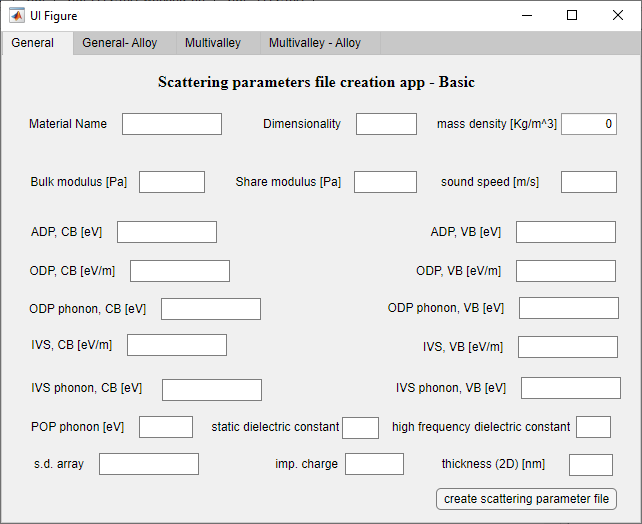 UI Figure
General General- Alloy Multivalley Multivalley - Alloy
Scattering parameters file creation app - Basic
Material Name Dimensionality mass density [Kg/m^3] 0
Bulk modulus [Pa] Share modulus [Pa] sound speed [m/s]
ADP, CB [eV] ADP, VB [eV]
ODP, CB [eV/m] ODP, VB [eV/m]
ODP phonon, CB [eV] ODP phonon, VB [eV]
IVS, CB [eV/m] IVS, VB [eV/m]
IVS phonon, CB [eV] IVS phonon, VB [eV]
POP phonon [eV] static dielectric constant high frequency dielectric constant
s.d. array imp. charge thickness (2D) [nm]
create scattering parameter file